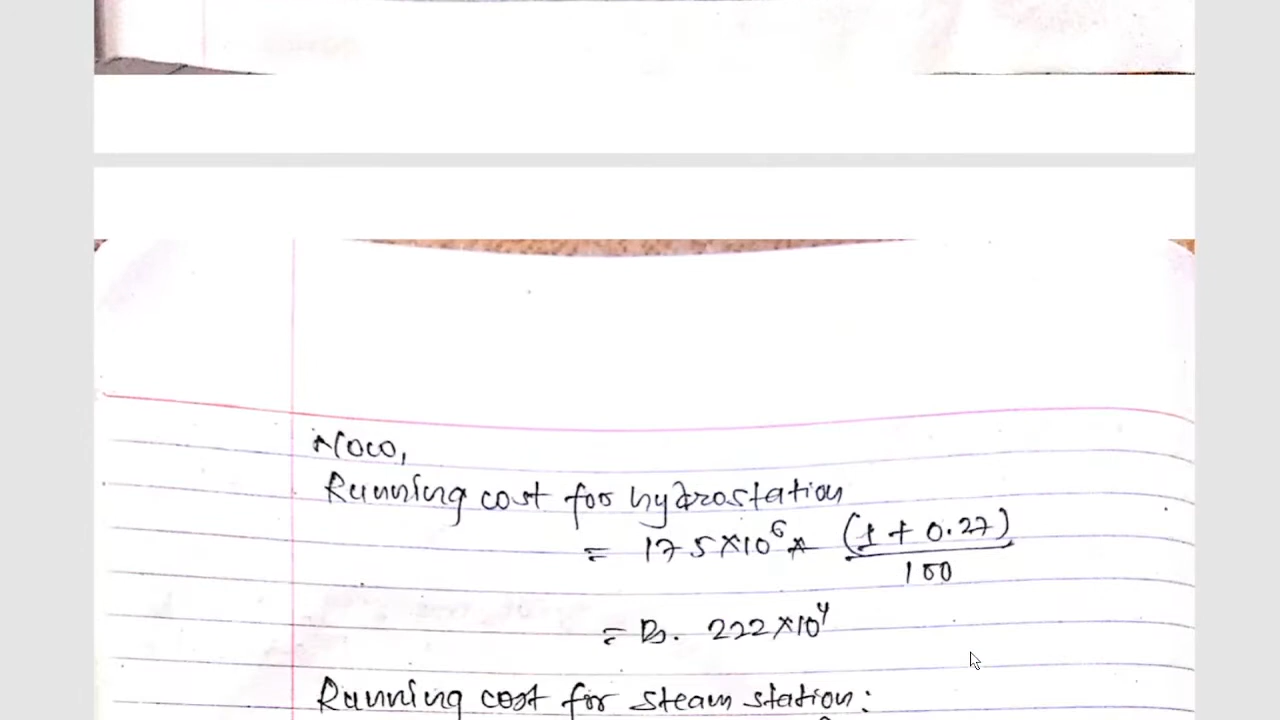 Now,
Running cost for hydrostation
= 175×10⁶ * (1 + 0.27) / 100
= Rs. 222×10⁴
Running cost for steam station: